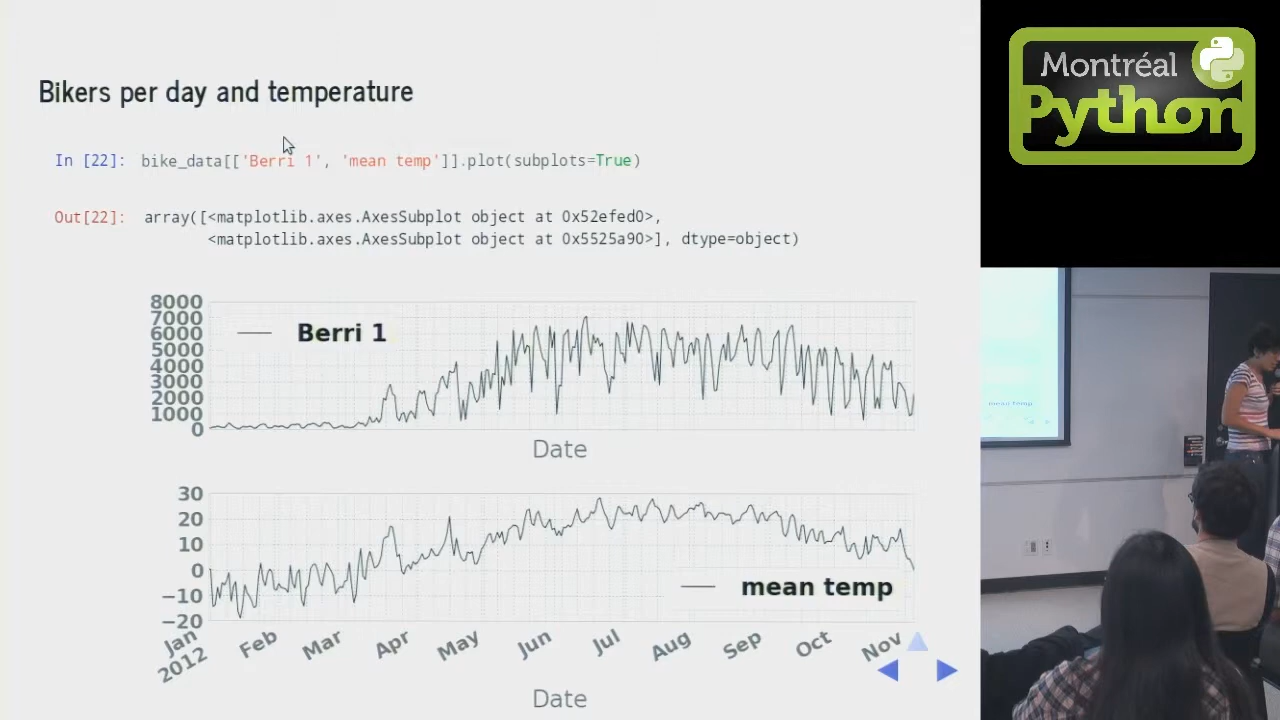 Bikers per day and temperature
In [22]: bike_data[['Berri 1', 'mean temp']].plot(subplots=True)
Out[22]: array([<matplotlib.axes.AxesSubplot object at 0x52efed0>,
<matplotlib.axes.AxesSubplot object at 0x5525a90>], dtype=object)
8000
7000
6000
5000
4000
3000
2000
1000
0
Berri 1
Date
30
20
10
0
−10
−20
mean temp
Jan
2012
Feb
Mar
Apr
May
Jun
Jul
Aug
Sep
Oct
Nov
Date
Montréal
Python
mean temp